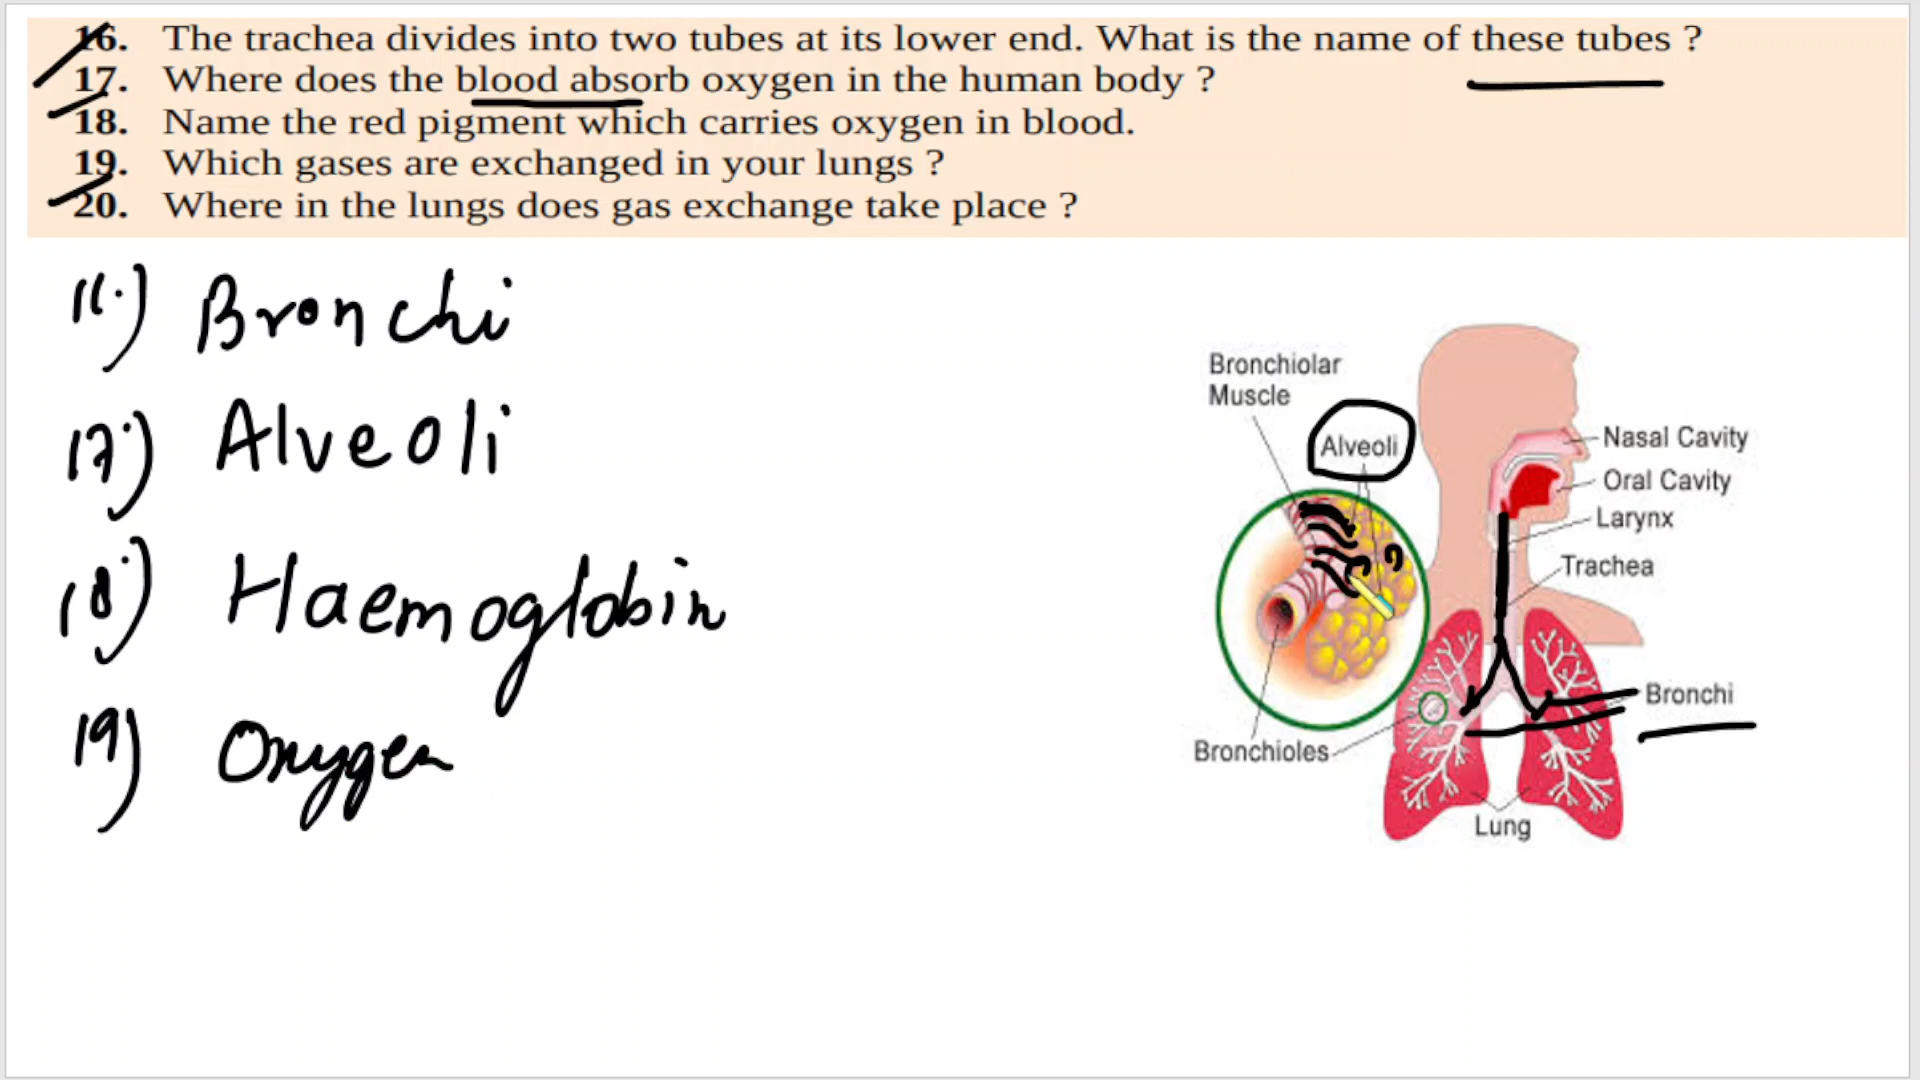 16. The trachea divides into two tubes at its lower end. What is the name of these tubes ?
17. Where does the blood absorb oxygen in the human body ?
18. Name the red pigment which carries oxygen in blood.
19. Which gases are exchanged in your lungs ?
20. Where in the lungs does gas exchange take place ?
16.) Bronchi
17.) Alveoli
18.) Haemoglobin
19) Oxygen
Bronchiolar
Muscle
Alveoli
Nasal Cavity
Oral Cavity
Larynx
Trachea
Bronchi
Bronchioles
Lung